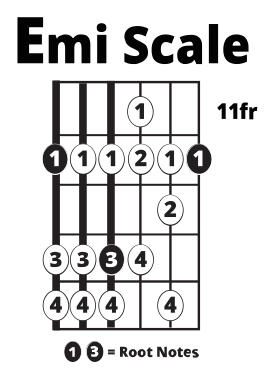 Emi Scale
1 11fr
1 1 1 2 1 1
2
3 3 3 4
4 4 4 4
1 3 = Root Notes